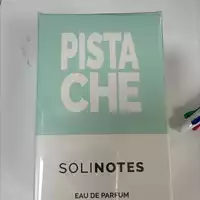 PISTA
CHE
SOLINOTES
EAU DE PARFUM